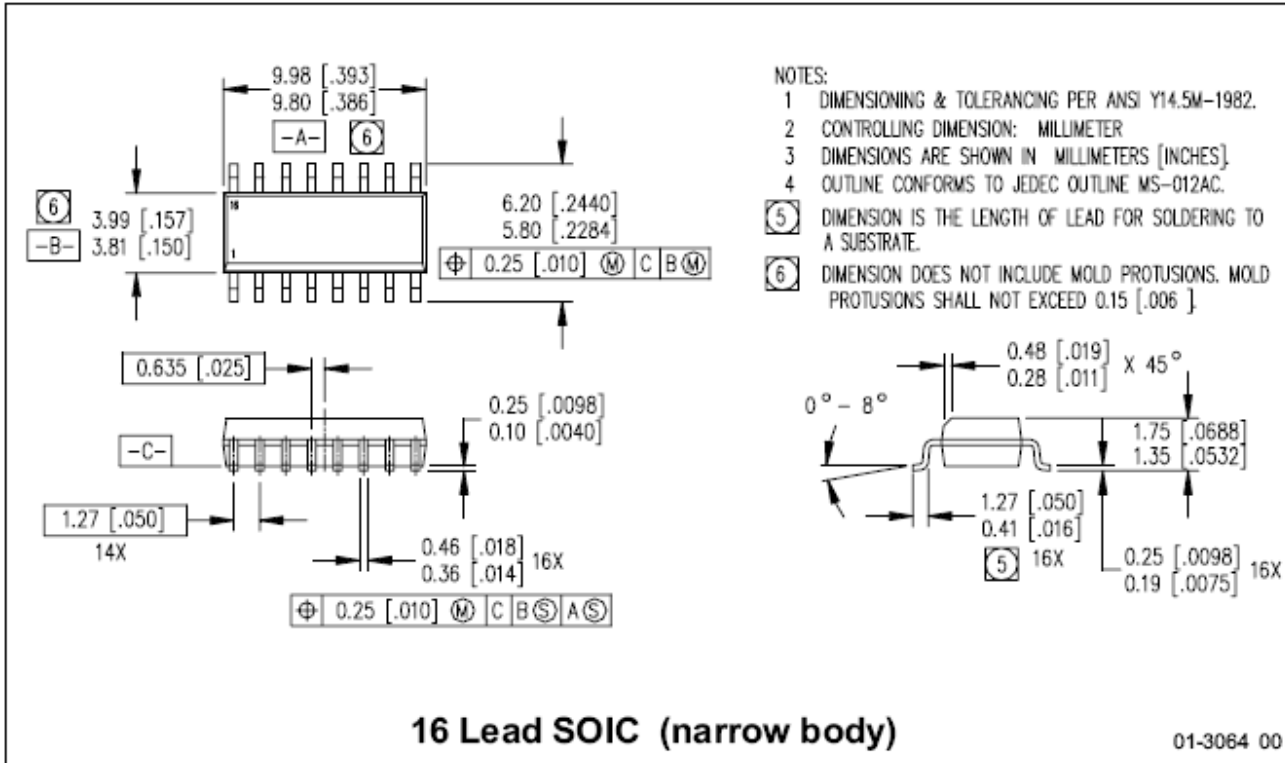 9.98 [.393]
9.80 [.386]
-A- 6
6
3.99 [.157]
3.81 [.150]
-B-
16
1
6.20 [.2440]
5.80 [.2284]
⌖ 0.25 [.010] Ⓜ C B Ⓜ
NOTES:
1 DIMENSIONING & TOLERANCING PER ANSI Y14.5M-1982.
2 CONTROLLING DIMENSION: MILLIMETER
3 DIMENSIONS ARE SHOWN IN MILLIMETERS [INCHES].
4 OUTLINE CONFORMS TO JEDEC OUTLINE MS-012AC.
5 DIMENSION IS THE LENGTH OF LEAD FOR SOLDERING TO
A SUBSTRATE.
6 DIMENSION DOES NOT INCLUDE MOLD PROTUSIONS. MOLD
PROTUSIONS SHALL NOT EXCEED 0.15 [.006 ].
0.635 [.025]
0.25 [.0098]
0.10 [.0040]
-C-
1.27 [.050]
14X
0.46 [.018]
0.36 [.014] 16X
⌖ 0.25 [.010] Ⓜ C B Ⓢ A Ⓢ
0.48 [.019]
0.28 [.011] X 45°
0° - 8°
1.75 [.0688]
1.35 [.0532]
1.27 [.050]
0.41 [.016]
5 16X
0.25 [.0098]
0.19 [.0075] 16X
16 Lead SOIC (narrow body)
01-3064 00